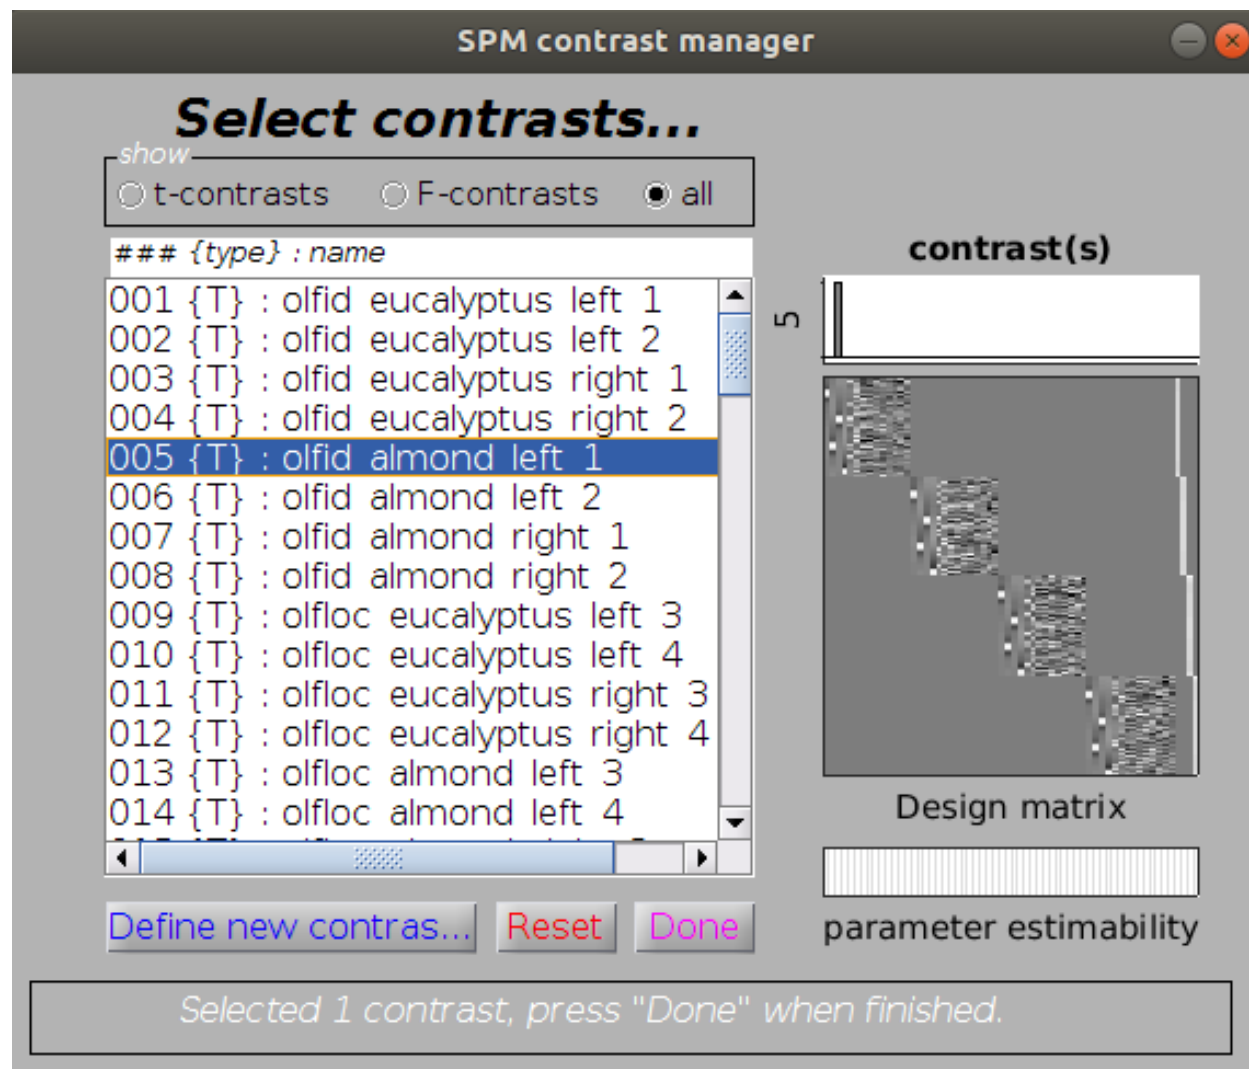 SPM contrast manager
Select contrasts...
show
t-contrasts F-contrasts all
### {type} : name
001 {T} : olfid eucalyptus left 1
002 {T} : olfid eucalyptus left 2
003 {T} : olfid eucalyptus right 1
004 {T} : olfid eucalyptus right 2
005 {T} : olfid almond left 1
006 {T} : olfid almond left 2
007 {T} : olfid almond right 1
008 {T} : olfid almond right 2
009 {T} : olfloc eucalyptus left 3
010 {T} : olfloc eucalyptus left 4
011 {T} : olfloc eucalyptus right 3
012 {T} : olfloc eucalyptus right 4
013 {T} : olfloc almond left 3
014 {T} : olfloc almond left 4
contrast(s)
5
Design matrix
parameter estimability
Define new contras... Reset Done
Selected 1 contrast, press "Done" when finished.